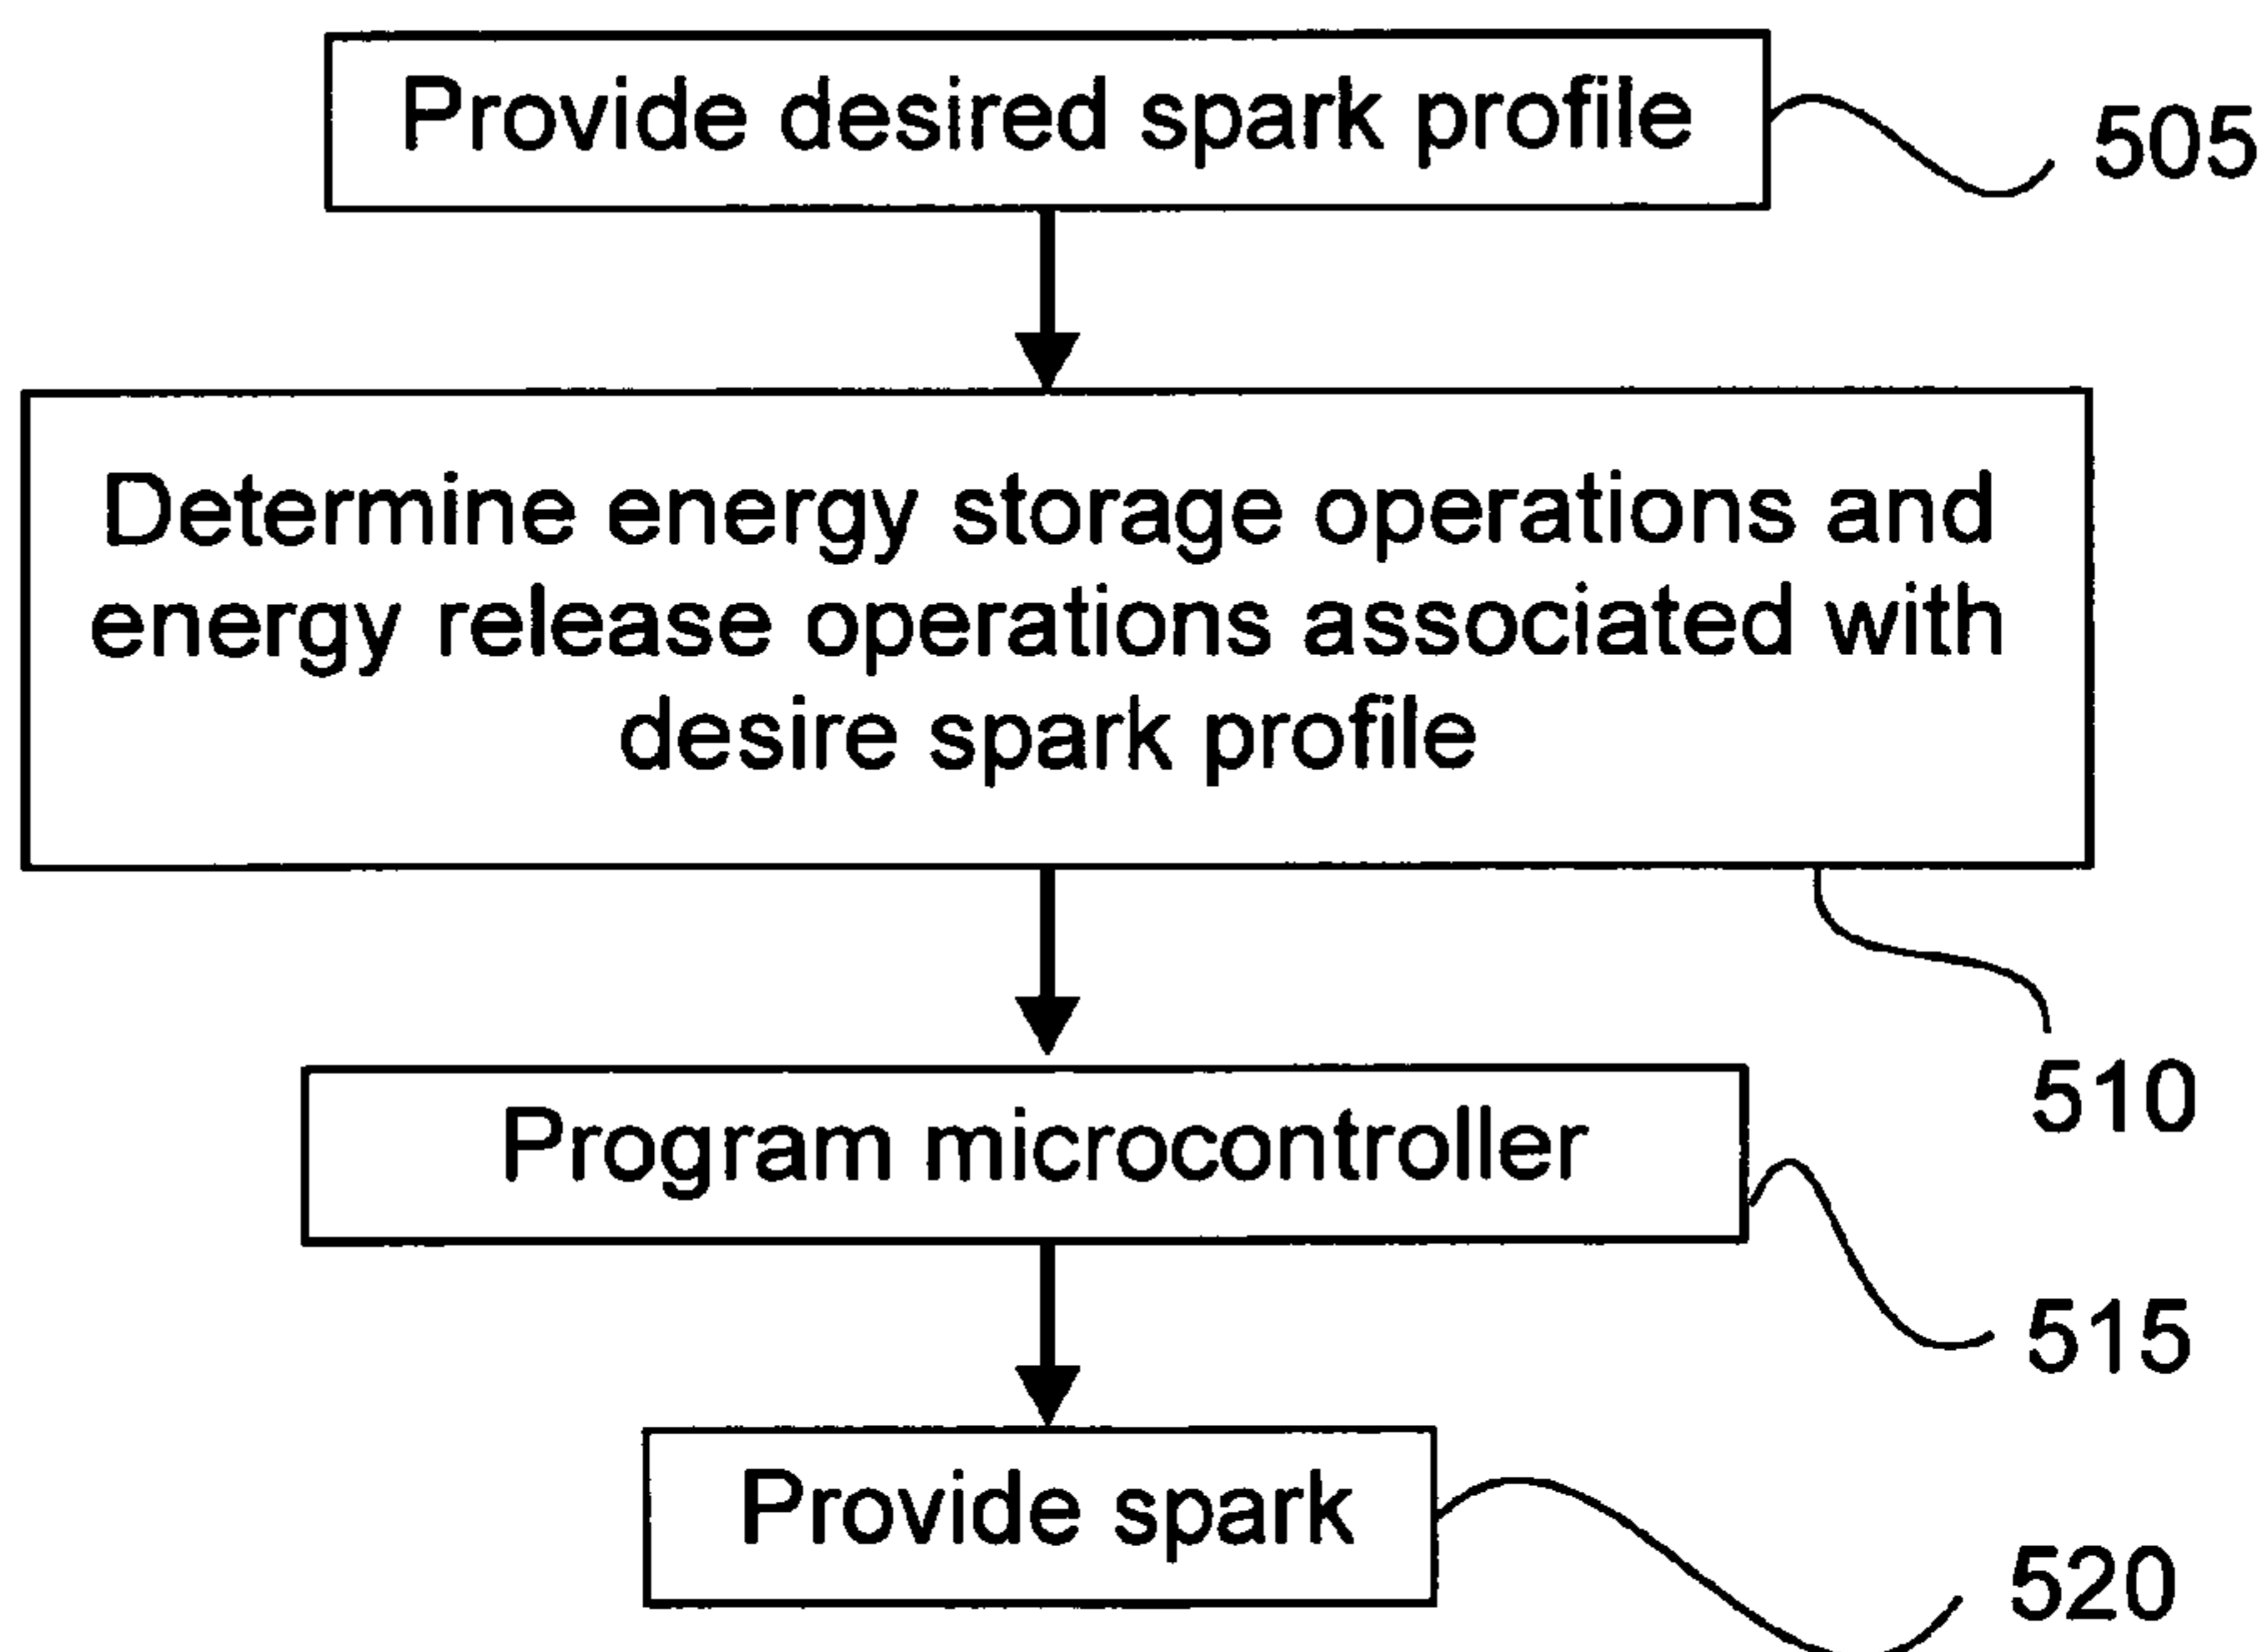 Provide desired spark profile
505
Determine energy storage operations and
energy release operations associated with
desire spark profile
510
Program microcontroller
515
Provide spark
520